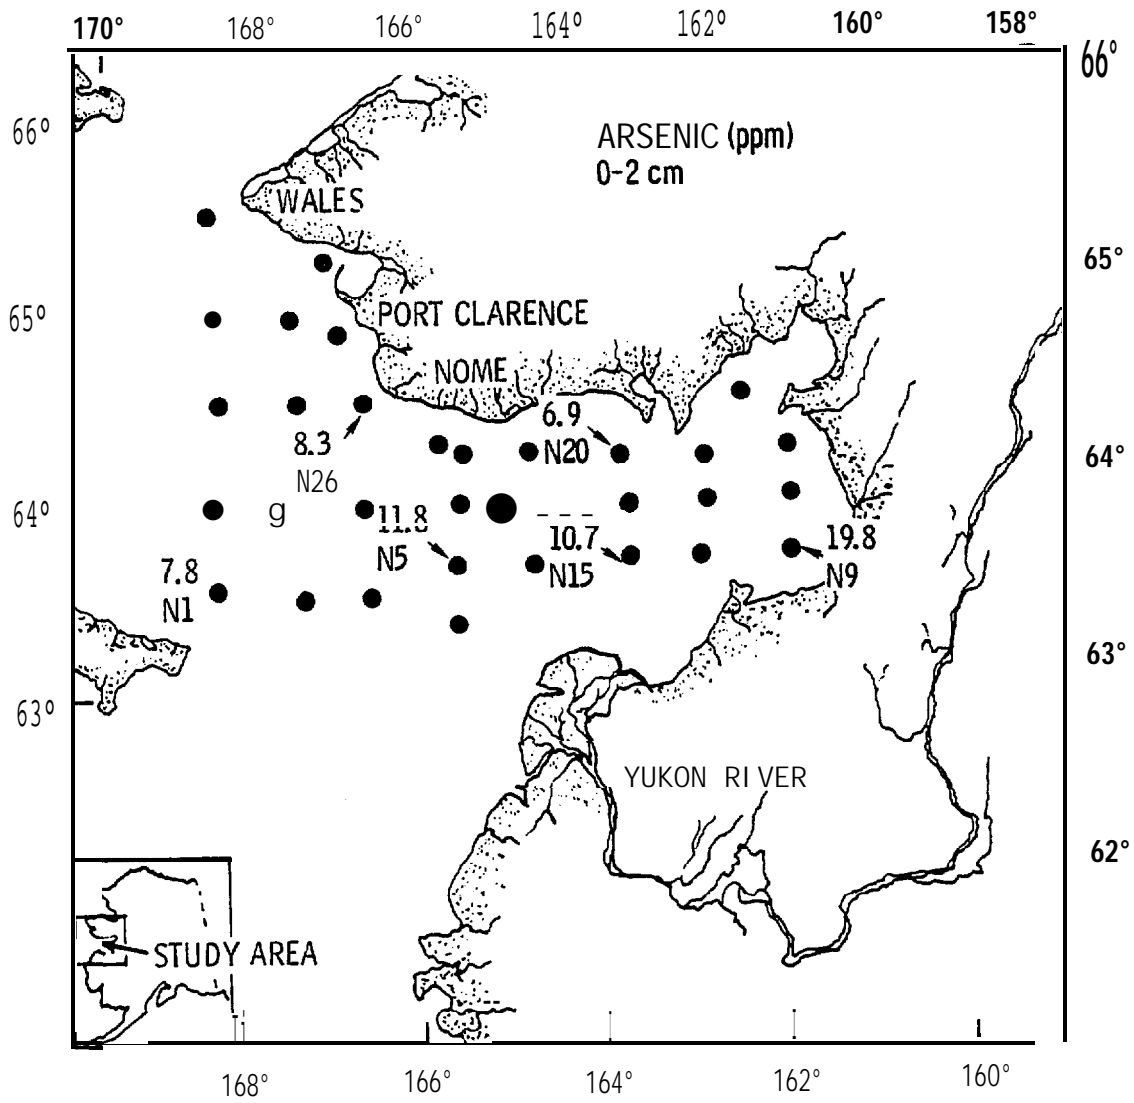 170° 168° 166° 164° 162° 160° 158°
66°
66°
ARSENIC (ppm)
0-2 cm
WALES
65°
65°
PORT CLARENCE
NOME
6.9
N20
8.3
N26
64°
64°
g
11.8
N5
10.7
N15
19.8
N9
7.8
N1
63°
63°
YUKON RIVER
62°
STUDY AREA
168° 166° 164° 162° 160°